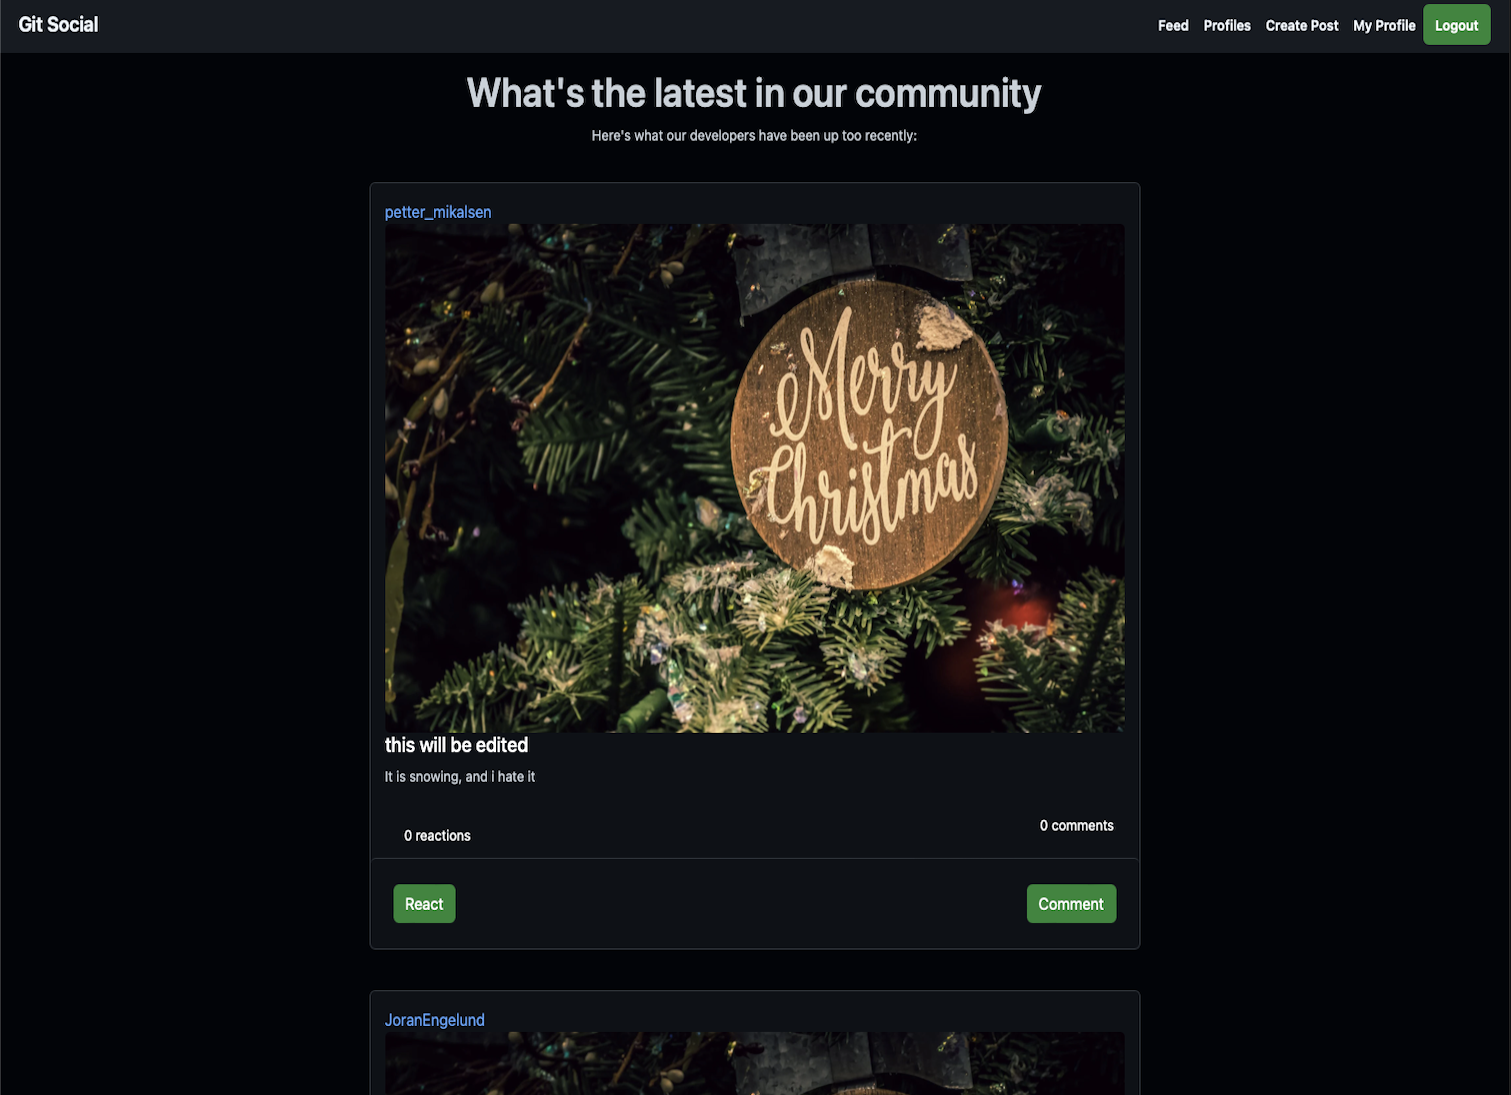 Git Social
Feed Profiles Create Post My Profile Logout
What's the latest in our community
Here's what our developers have been up too recently:
petter_mikalsen
Merry
Christmas
this will be edited
It is snowing, and i hate it
0 reactions
0 comments
React
Comment
JoranEngelund